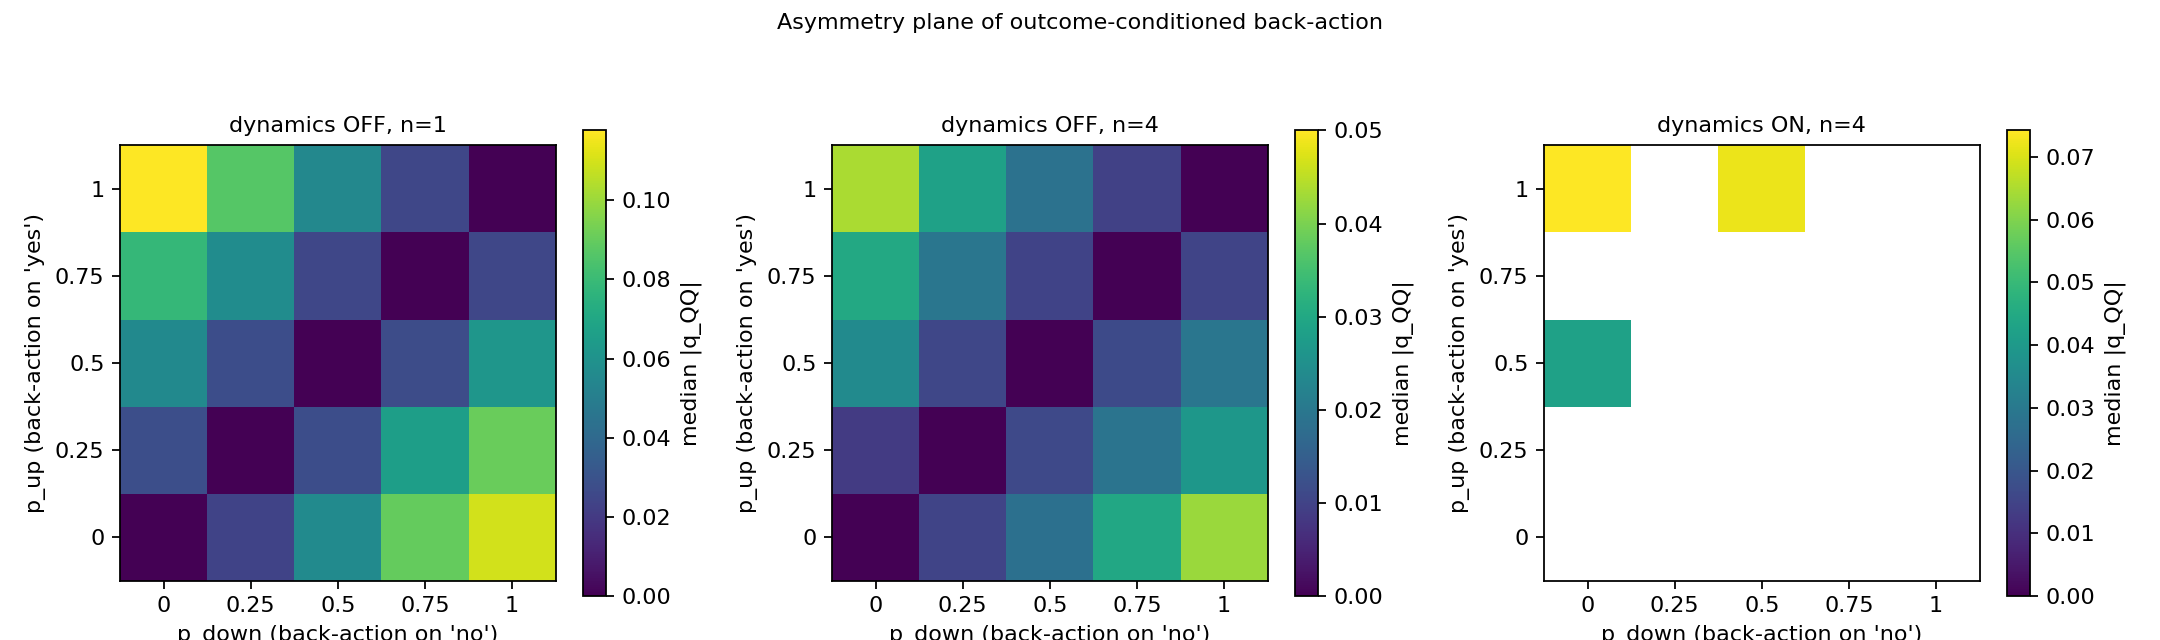 Asymmetry plane of outcome-conditioned back-action
dynamics OFF, n=1
p_up (back-action on 'yes')
1
0.75
0.5
0.25
0
0 0.25 0.5 0.75 1
p_down (back-action on 'no')
0.10
0.08
0.06
0.04
0.02
0.00
median |q_QQ|
dynamics OFF, n=4
p_up (back-action on 'yes')
1
0.75
0.5
0.25
0
0 0.25 0.5 0.75 1
p_down (back-action on 'no')
0.05
0.04
0.03
0.02
0.01
0.00
median |q_QQ|
dynamics ON, n=4
p_up (back-action on 'yes')
1
0.75
0.5
0.25
0
0 0.25 0.5 0.75 1
p_down (back-action on 'no')
0.07
0.06
0.05
0.04
0.03
0.02
0.01
0.00
median |q_QQ|